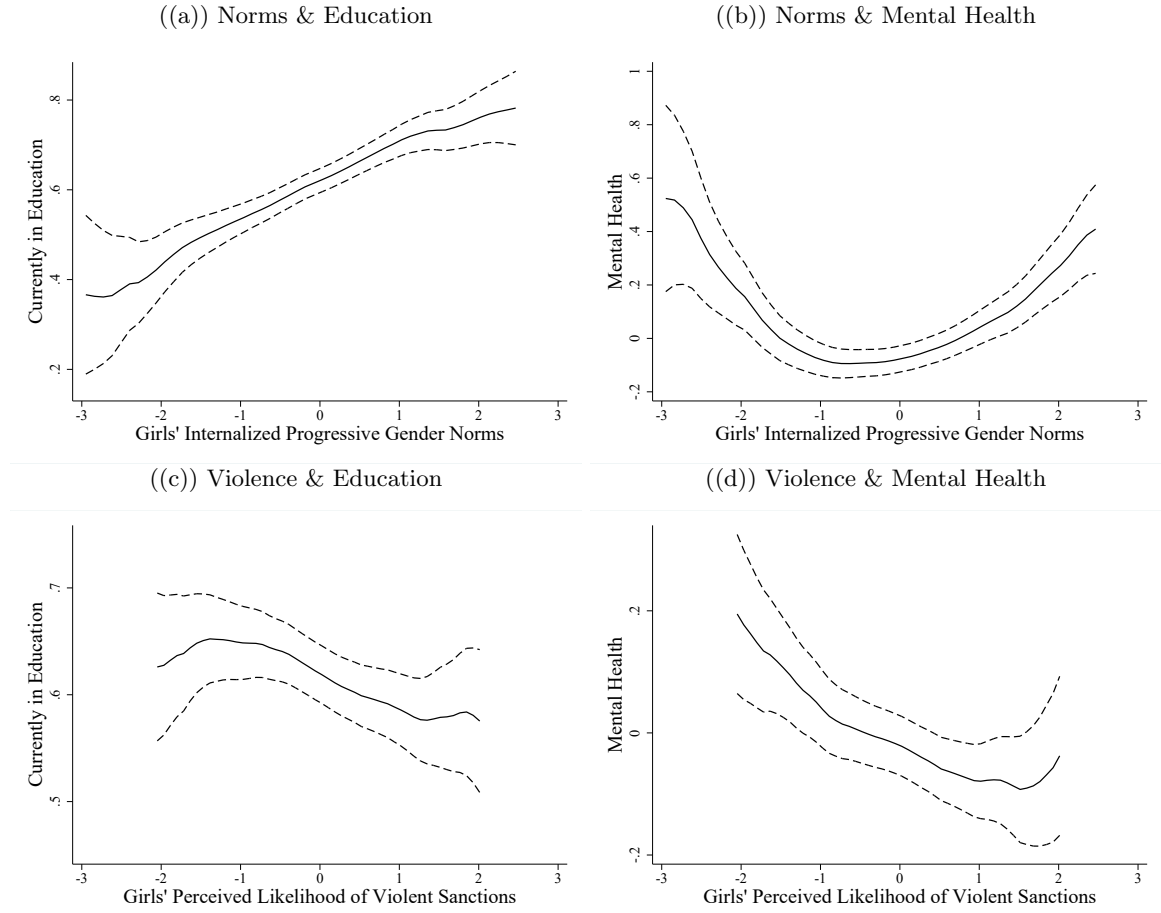 ((a)) Norms & Education
((b)) Norms & Mental Health
Currently in Education
.8
.6
.4
.2
-3 -2 -1 0 1 2 3
Girls' Internalized Progressive Gender Norms
Mental Health
1
.8
.6
.4
.2
0
-.2
-3 -2 -1 0 1 2 3
Girls' Internalized Progressive Gender Norms
((c)) Violence & Education
((d)) Violence & Mental Health
Currently in Education
.7
.6
.5
-3 -2 -1 0 1 2 3
Girls' Perceived Likelihood of Violent Sanctions
Mental Health
.2
0
-.2
-3 -2 -1 0 1 2 3
Girls' Perceived Likelihood of Violent Sanctions